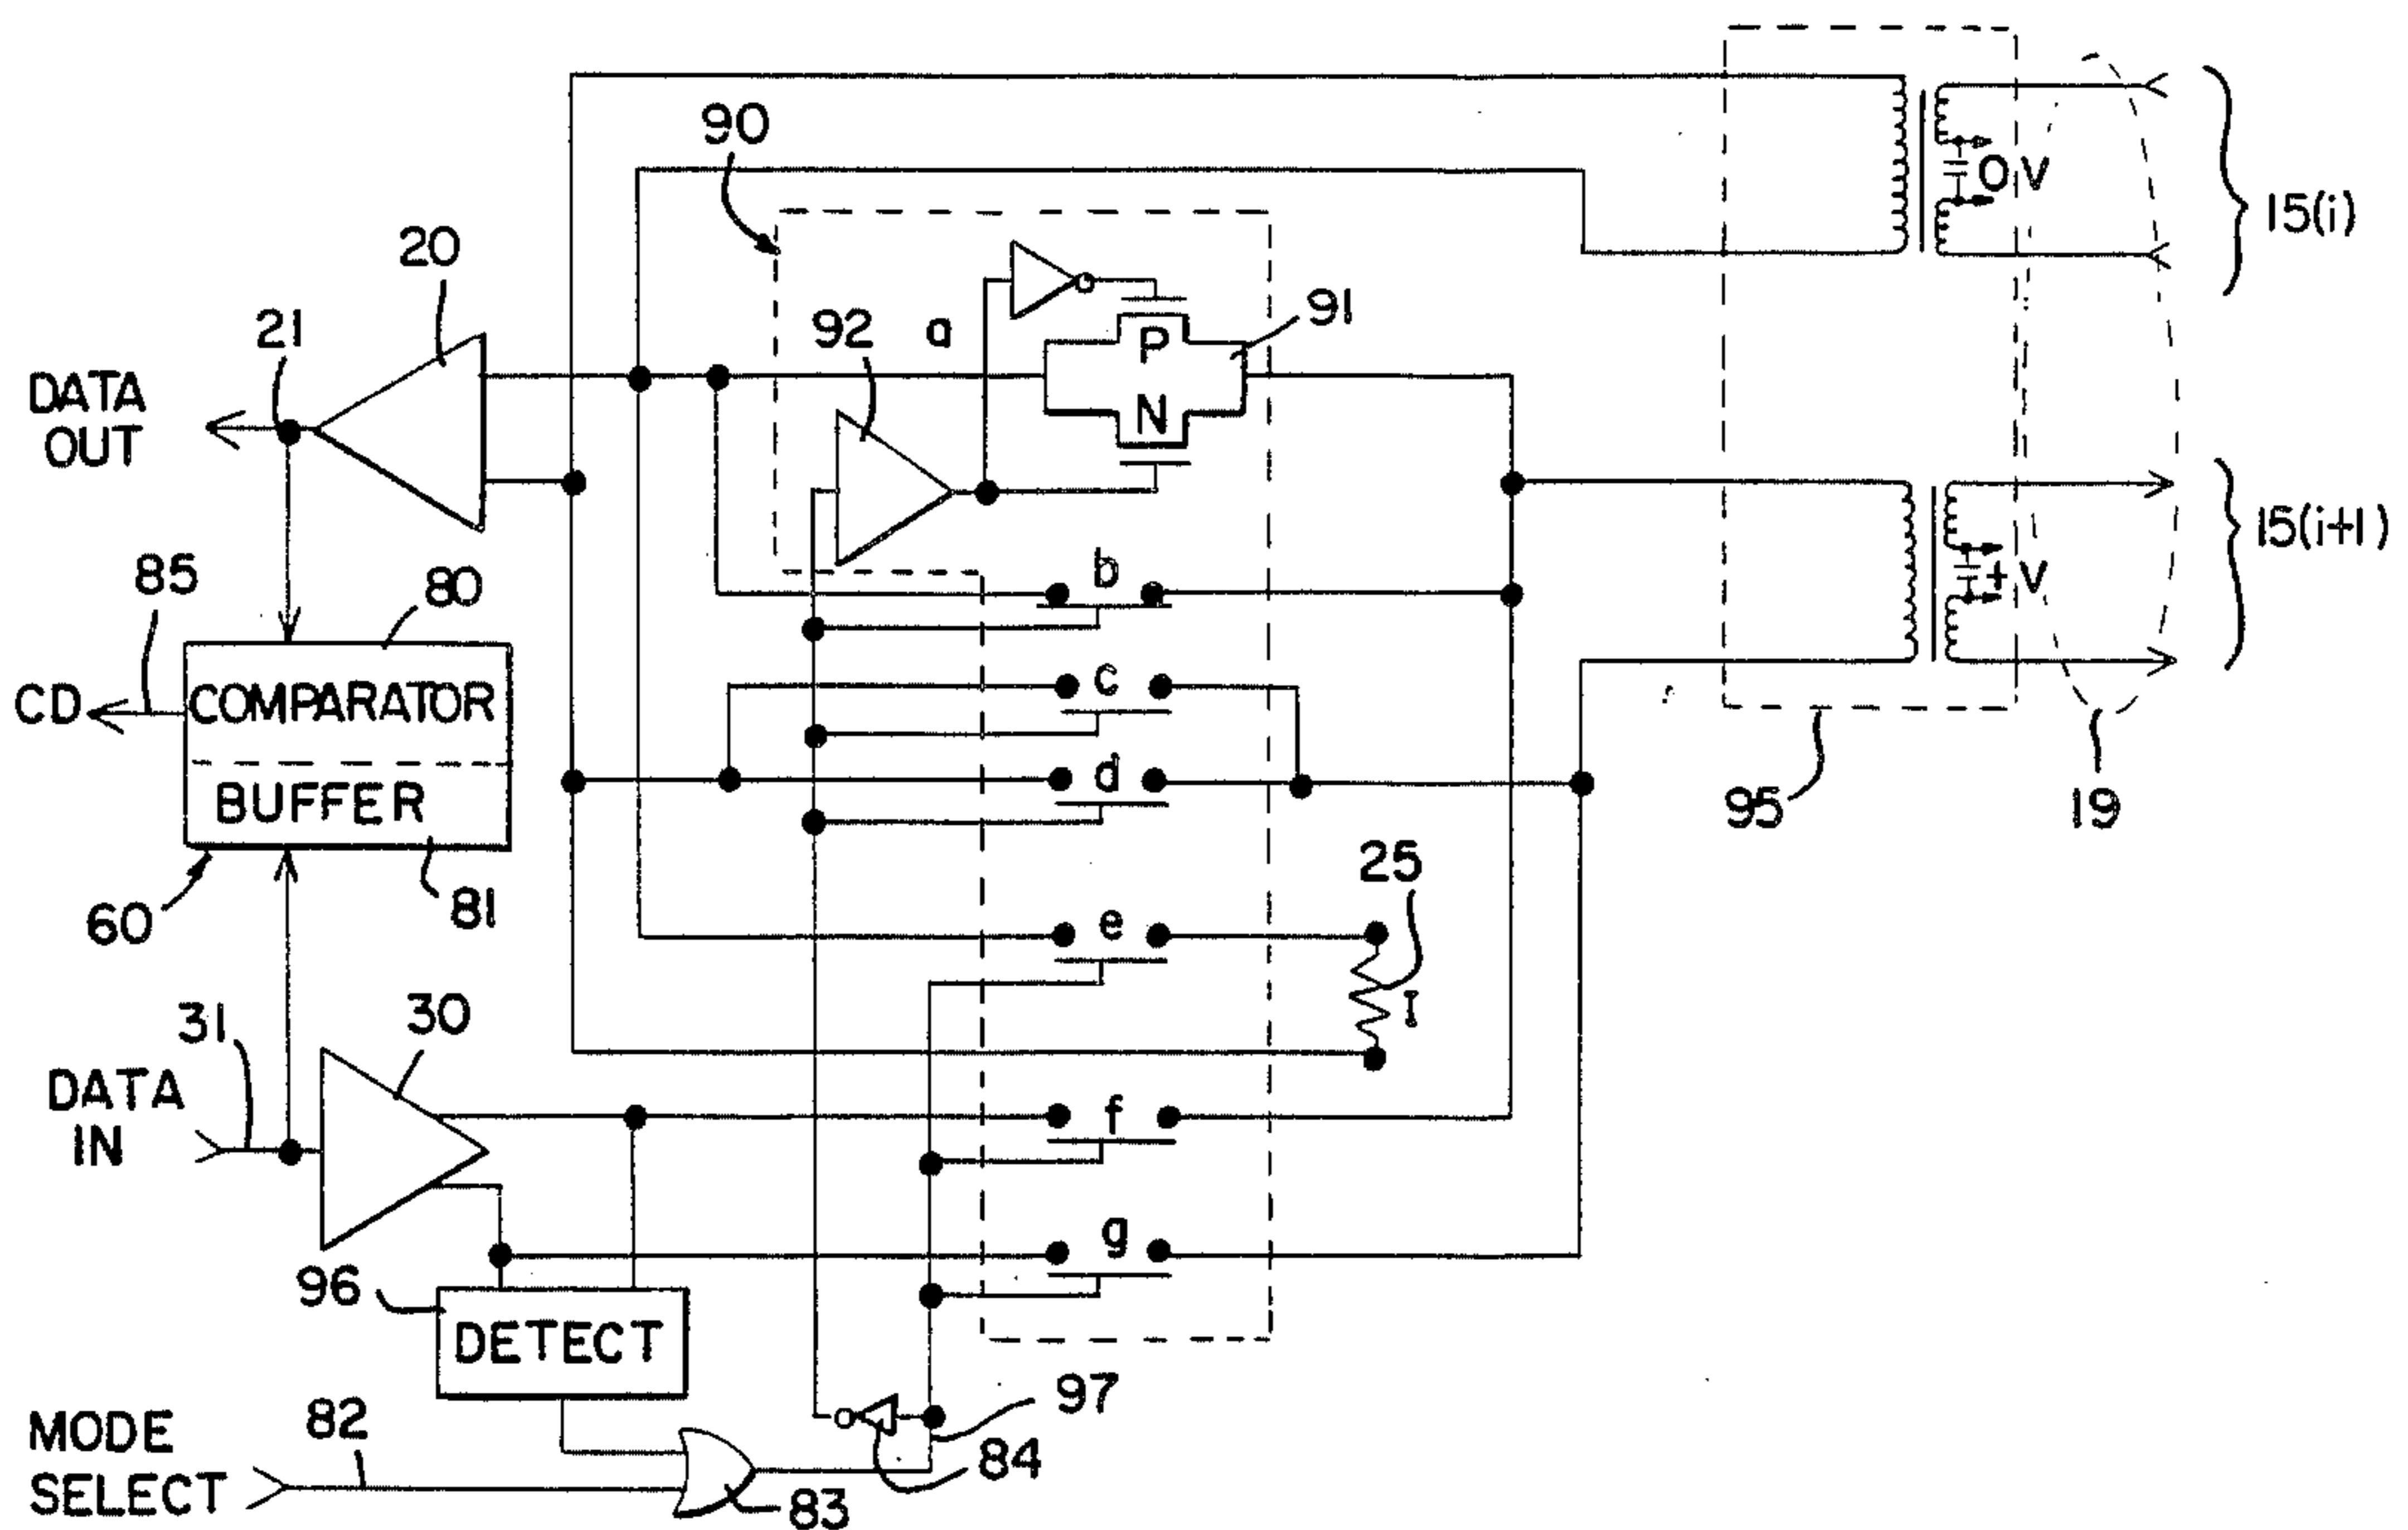 90
0 V
15(i)
20
21
92
a
91
P
N
DATA
OUT
15(i+1)
85
80
b
+ V
CD
COMPARATOR
c
BUFFER
d
95
19
25
60
81
e
31
30
I
DATA
IN
f
g
96
DETECT
97
MODE
SELECT
82
84
83